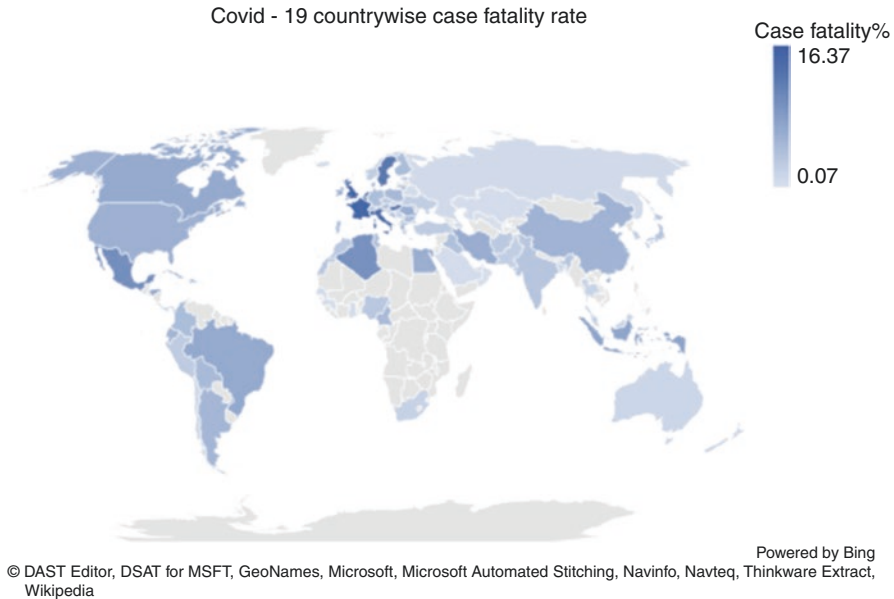 Covid - 19 countrywise case fatality rate
Case fatality%
16.37
0.07
Powered by Bing
© DAST Editor, DSAT for MSFT, GeoNames, Microsoft, Microsoft Automated Stitching, Navinfo, Navteq, Thinkware Extract,
Wikipedia